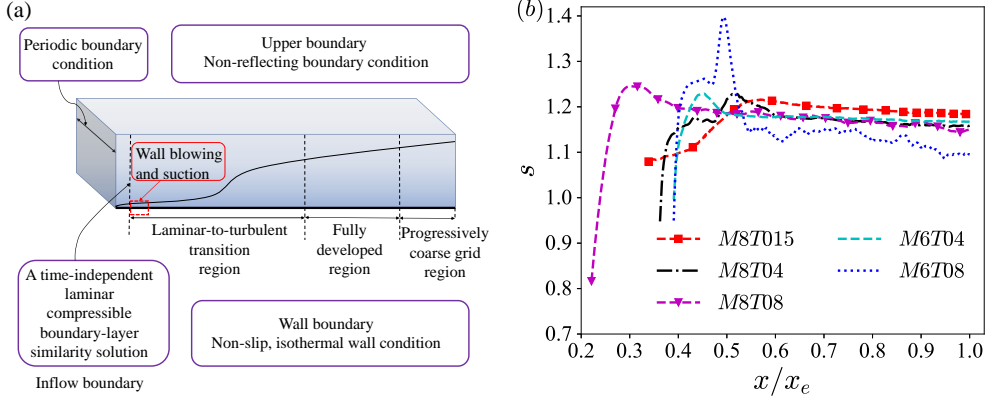 (a)
Periodic boundary
condition
Upper boundary
Non-reflecting boundary condition
Wall blowing
and suction
Laminar-to-turbulent
transition
region
Fully
developed
region
Progressively
coarse grid
region
A time-independent
laminar
compressible
boundary-layer
similarity solution
Inflow boundary
Wall boundary
Non-slip, isothermal wall condition
(b)
1.4
1.3
1.2
1.1
1.0
0.9
0.8
0.7
s
0.2 0.3 0.4 0.5 0.6 0.7 0.8 0.9 1.0
x/x_e
M8T015
M8T04
M8T08
M6T04
M6T08